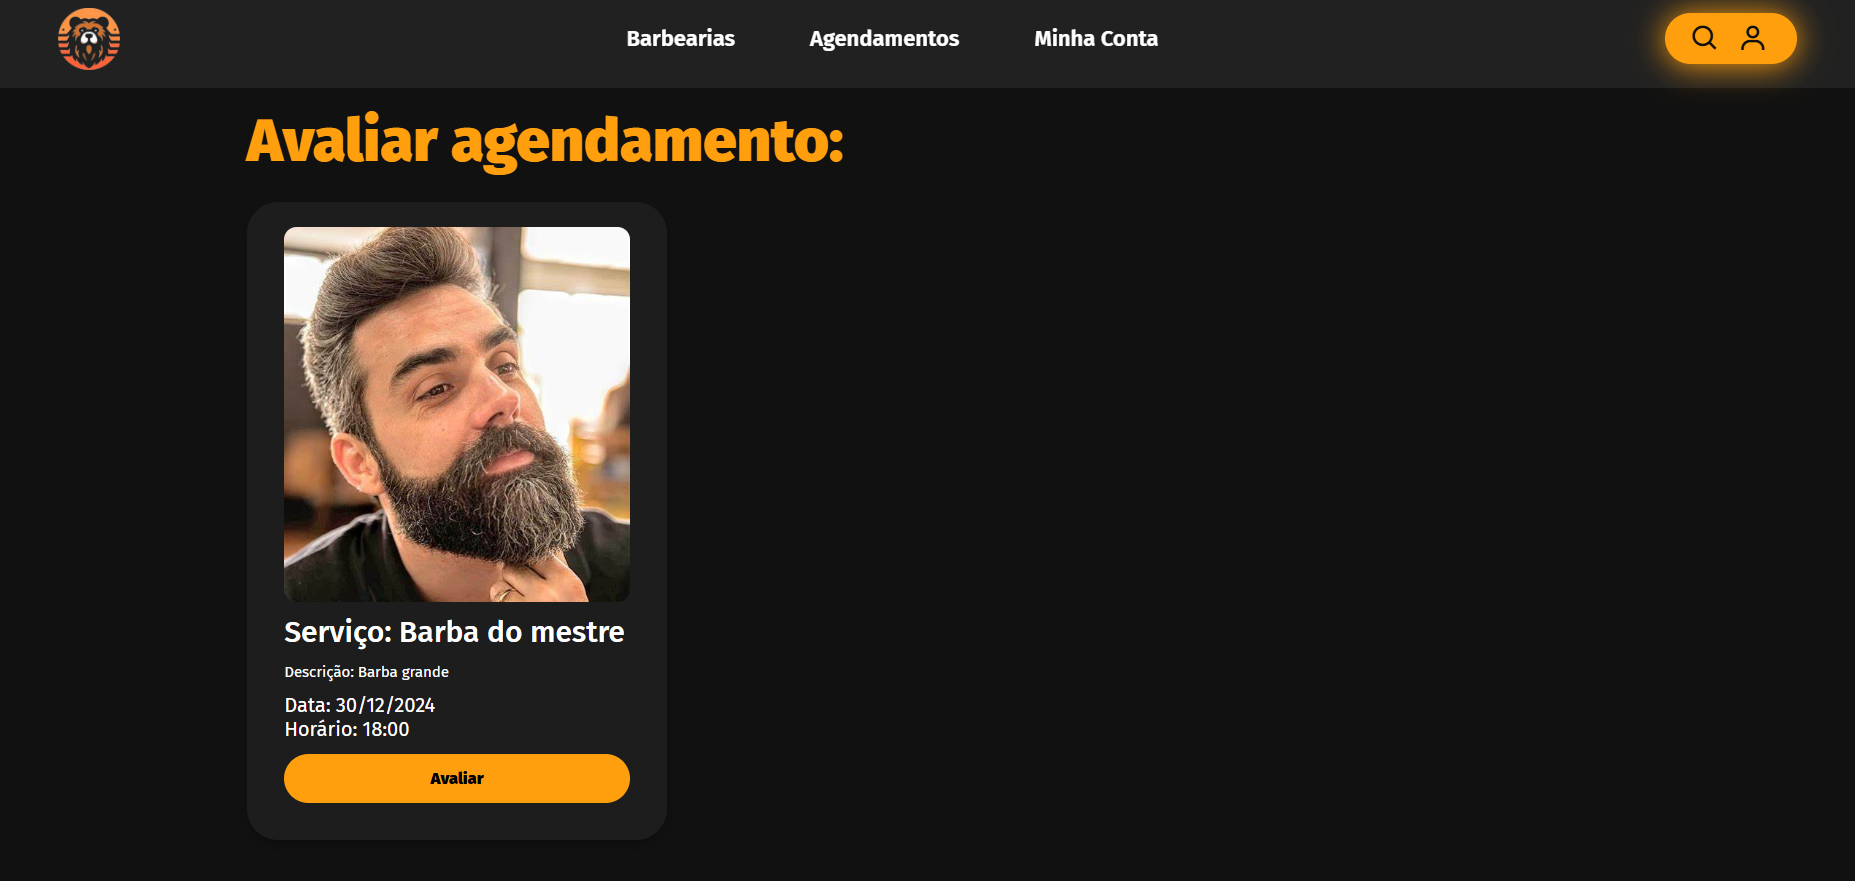 Barbearias
Agendamentos
Minha Conta
Avaliar agendamento:
Serviço: Barba do mestre
Descrição: Barba grande
Data: 30/12/2024
Horário: 18:00
Avaliar